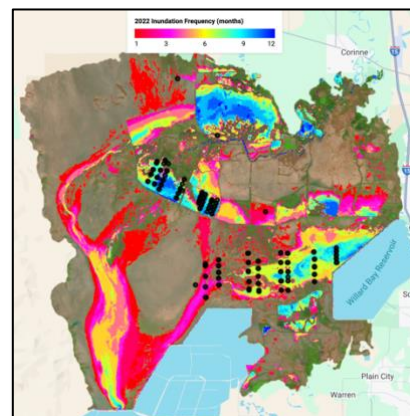 2022 Inundation Frequency (months)
1 3 6 9 12
Corinne
Willard Bay Reservoir
Plain City
Warren